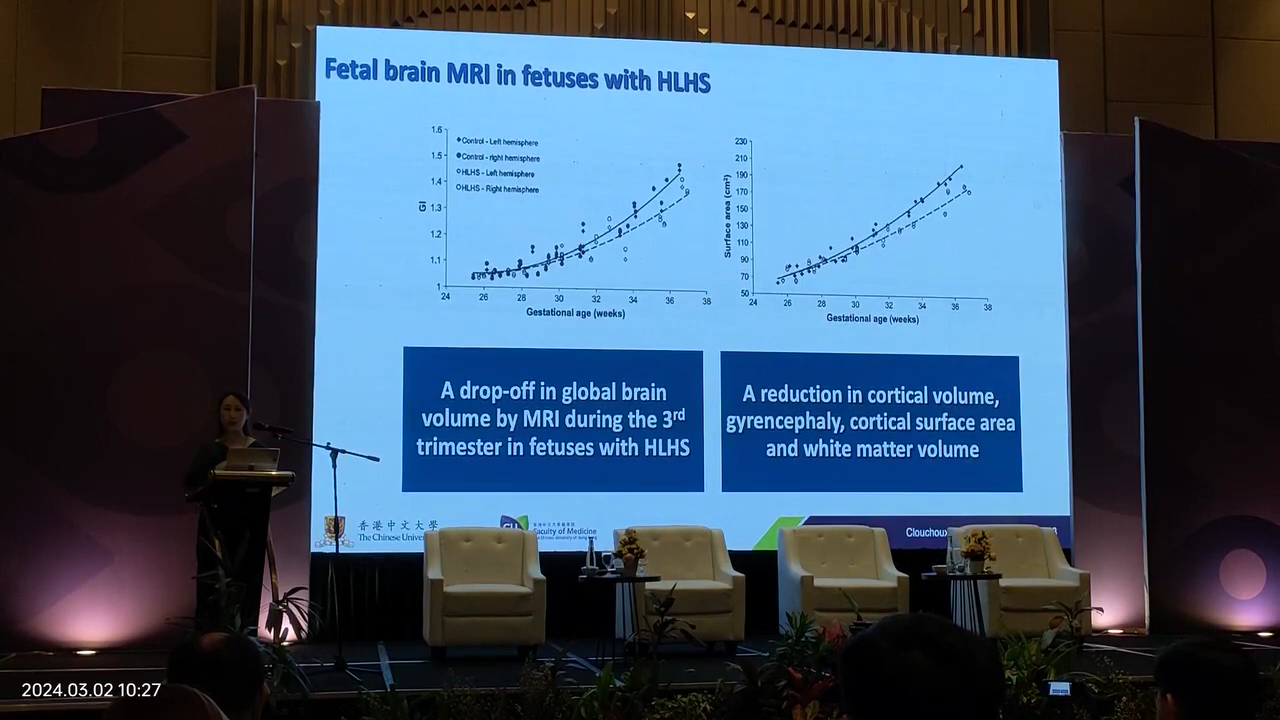 Fetal brain MRI in fetuses with HLHS
1.6
1.5
1.4
1.3
1.2
1.1
1
GI
Control - Left hemisphere
Control - right hemisphere
HLHS - Left hemisphere
HLHS - Right hemisphere
24 26 28 30 32 34 36 38
Gestational age (weeks)
230
210
190
170
150
130
110
90
70
50
Surface area (cm²)
24 26 28 30 32 34 36 38
Gestational age (weeks)
A drop-off in global brain
volume by MRI during the 3rd
trimester in fetuses with HLHS
A reduction in cortical volume,
gyrencephaly, cortical surface area
and white matter volume
香港中文大學
The Chinese
Faculty of Medicine
Clouchoux
2024.03.02 10:27